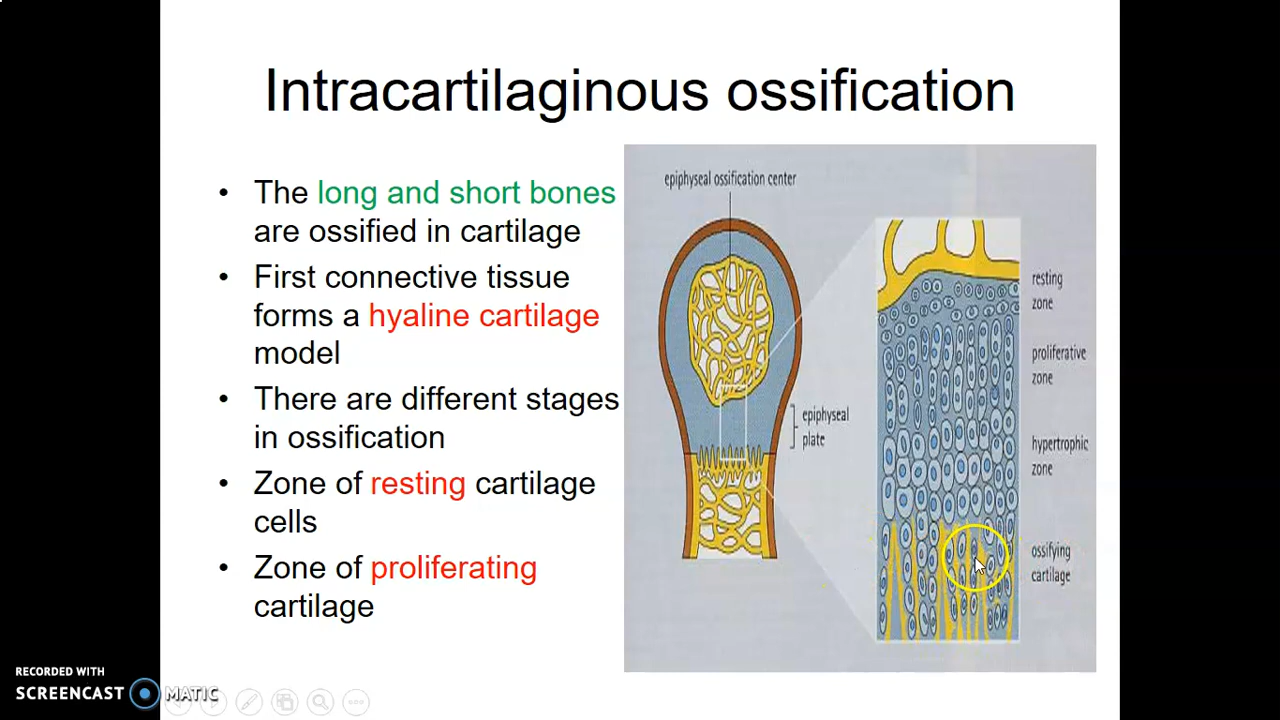 Intracartilaginous ossification
• The long and short bones
are ossified in cartilage
• First connective tissue
forms a hyaline cartilage
model
• There are different stages
in ossification
• Zone of resting cartilage
cells
• Zone of proliferating
cartilage
epiphyseal ossification center
epiphyseal
plate
resting
zone
proliferative
zone
hypertrophic
zone
ossifying
cartilage
RECORDED WITH
SCREENCAST MATIC